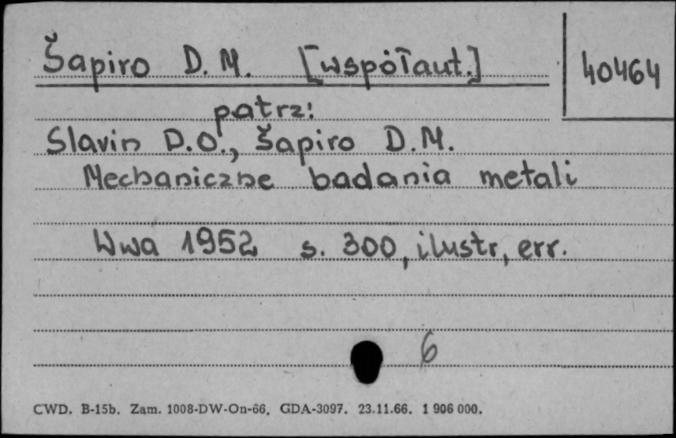 Šapiro D.M. [współaut.]
40464
patrz:
Slavin D.O., Šapiro D.M.
Mechaniczne badania metali
Wwa 1952 s. 300, ilustr, err.
6
CWD. B-15b. Zam. 1008-DW-On-66. GDA-3097. 23.11.66. 1 906 000.